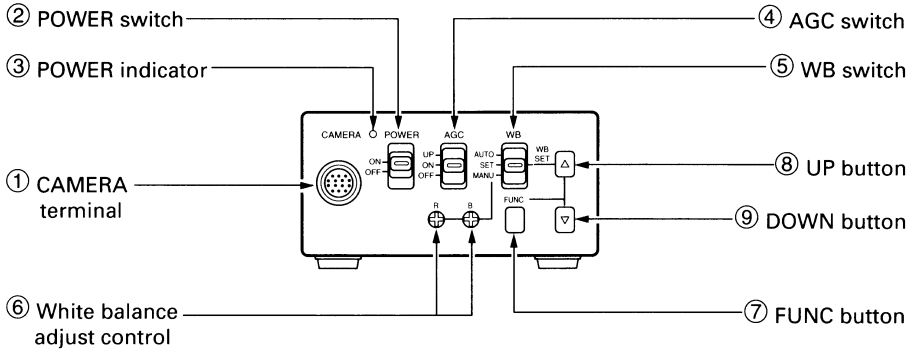 ② POWER switch
③ POWER indicator
① CAMERA
terminal
⑥ White balance
adjust control
④ AGC switch
⑤ WB switch
⑧ UP button
⑨ DOWN button
⑦ FUNC button
CAMERA POWER AGC WB
ON
OFF
UP
ON
OFF
AUTO
SET
MANU
WB
SET
R B
FUNC